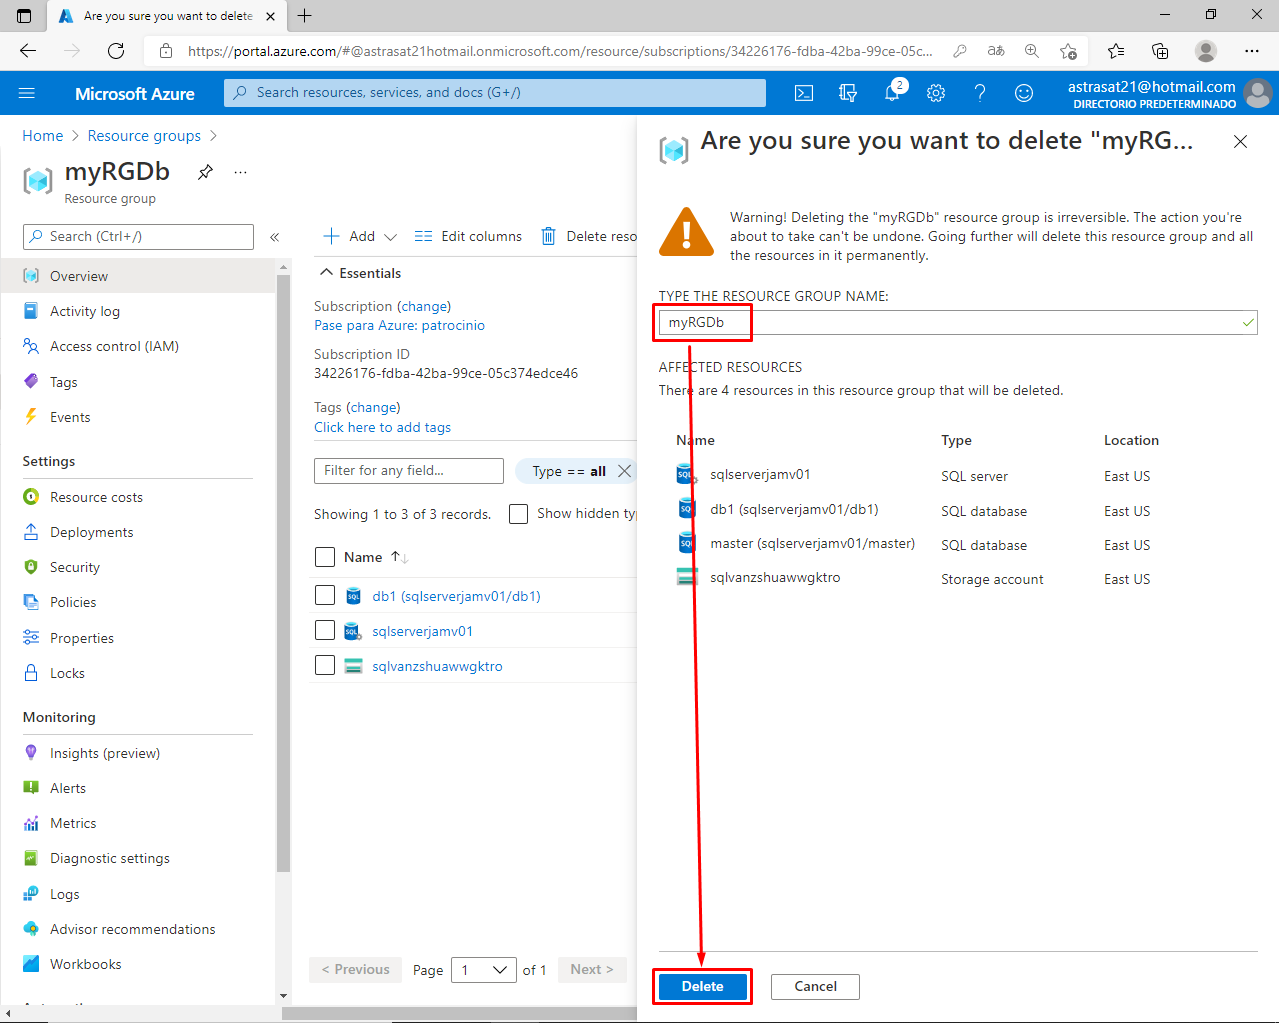 Are you sure you want to delete
https://portal.azure.com/#@astrasat21hotmail.onmicrosoft.com/resource/subscriptions/34226176-fdba-42ba-99ce-05c...
aあ
Microsoft Azure
Search resources, services, and docs (G+/)
2
astrasat21@hotmail.com
DIRECTORIO PREDETERMINADO
Home > Resource groups >
myRGDb
Resource group
Search (Ctrl+/)
Overview
Activity log
Access control (IAM)
Tags
Events
Settings
Resource costs
Deployments
Security
Policies
Properties
Locks
Monitoring
Insights (preview)
Alerts
Metrics
Diagnostic settings
Logs
Advisor recommendations
Workbooks
Add
Edit columns
Delete reso
Essentials
Subscription (change)
Pase para Azure: patrocinio
Subscription ID
34226176-fdba-42ba-99ce-05c374edce46
Tags (change)
Click here to add tags
Filter for any field...
Type == all
Showing 1 to 3 of 3 records.
Show hidden ty
Name
db1 (sqlserverjamv01/db1)
sqlserverjamv01
sqlvanzshuawwgktro
< Previous
Page
1
of 1
Next >
Are you sure you want to delete "myRG...
Warning! Deleting the "myRGDb" resource group is irreversible. The action you're
about to take can't be undone. Going further will delete this resource group and all
the resources in it permanently.
TYPE THE RESOURCE GROUP NAME:
myRGDb
AFFECTED RESOURCES
There are 4 resources in this resource group that will be deleted.
Name Type Location
sqlserverjamv01 SQL server East US
db1 (sqlserverjamv01/db1) SQL database East US
master (sqlserverjamv01/master) SQL database East US
sqlvanzshuawwgktro Storage account East US
Delete
Cancel